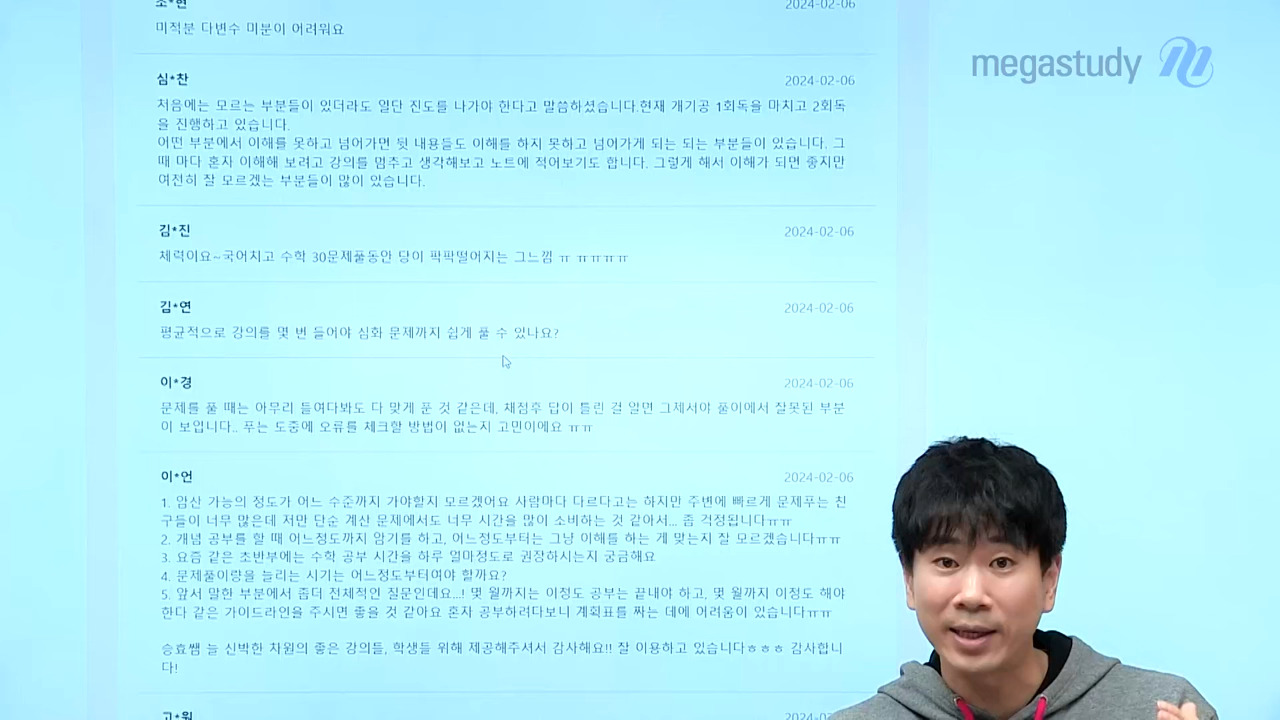 조*현 2024-02-06
미적분 다변수 미분이 어려워요
megastudy
심*찬 2024-02-06
처음에는 모르는 부분들이 있더라도 일단 진도를 나가야 한다고 말씀하셨습니다.현재 개기공 1회독을 마치고 2회독
을 진행하고 있습니다.
어떤 부분에서 이해를 못하고 넘어가면 뒷 내용들도 이해를 하지 못하고 넘어가게 되는 되는 부분들이 있습니다. 그
때 마다 혼자 이해해 보려고 강의를 멈추고 생각해보고 노트에 적어보기도 합니다. 그렇게 해서 이해가 되면 좋지만
여전히 잘 모르겠는 부분들이 많이 있습니다.
김*진 2024-02-06
체력이요~국어치고 수학 30문제풀동안 당이 팍팍떨어지는 그느낌 ㅠ ㅠㅠㅠㅠ
김*연 2024-02-06
평균적으로 강의를 몇 번 들어야 심화 문제까지 쉽게 풀 수 있나요?
이*경 2024-02-06
문제를 풀 때는 아무리 들여다봐도 다 맞게 푼 것 같은데, 채점후 답이 틀린 걸 알면 그제서야 풀이에서 잘못된 부분
이 보입니다.. 푸는 도중에 오류를 체크할 방법이 없는지 고민이에요 ㅠㅠ
이*언 2024-02-06
1. 암산 가능의 정도가 어느 수준까지 가야할지 모르겠어요 사람마다 다르다고는 하지만 주변에 빠르게 문제푸는 친
구들이 너무 많은데 저만 단순 계산 문제에서도 너무 시간을 많이 소비하는 것 같아서... 좀 걱정됩니다ㅠㅠ
2. 개념 공부를 할 때 어느정도까지 암기를 하고, 어느정도부터는 그냥 이해를 하는 게 맞는지 잘 모르겠습니다ㅠㅠ
3. 요즘 같은 초반부에는 수학 공부 시간을 하루 얼마정도로 권장하시는지 궁금해요
4. 문제풀이량을 늘리는 시기는 어느정도부터여야 할까요?
5. 앞서 말한 부분에서 좀더 전체적인 질문인데요...! 몇 월까지는 이정도 공부는 끝내야 하고, 몇 월까지 이정도 해야
한다 같은 가이드라인을 주시면 좋을 것 같아요 혼자 공부하려다보니 계획표를 짜는 데에 어려움이 있습니다ㅠㅠ
승효쌤 늘 신박한 차원의 좋은 강의들, 학생들 위해 제공해주셔서 감사해요!! 잘 이용하고 있습니다ㅎㅎㅎ 감사합니
다!
고*원